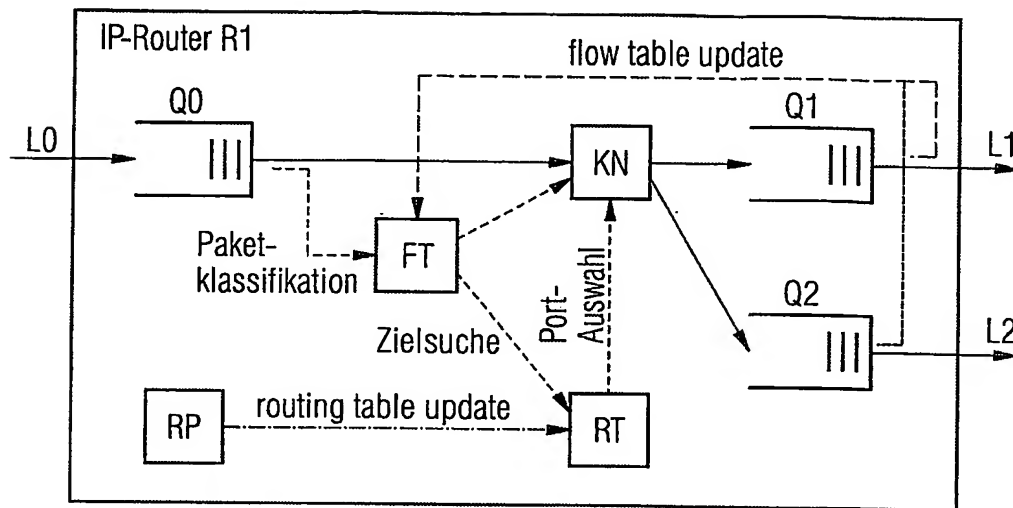 IP-Router R1
flow table update
Q0
Q1
L0
L1
KN
Paket-
klassifikation
FT
Port-
Auswahl
Q2
Zielsuche
L2
routing table update
RP
RT